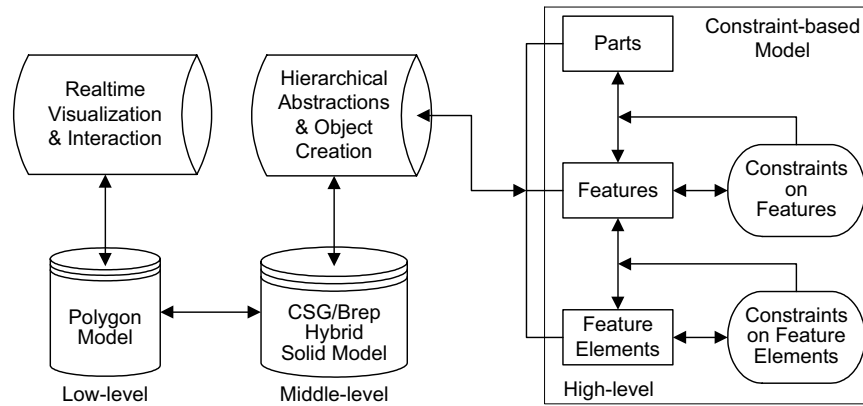 Realtime
Visualization
& Interaction
Hierarchical
Abstractions
& Object
Creation
Parts
Constraint-based
Model
Features
Constraints
on
Features
Polygon
Model
CSG/Brep
Hybrid
Solid Model
Feature
Elements
Constraints
on Feature
Elements
Low-level
Middle-level
High-level